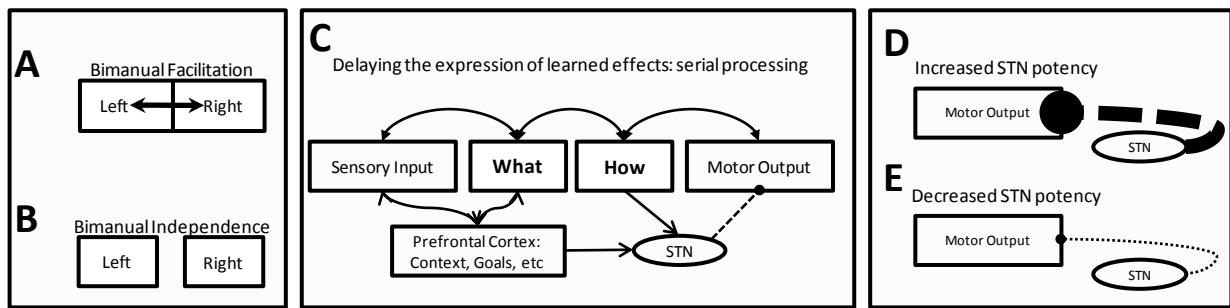 A
Bimanual Facilitation
Left
Right
B
Bimanual Independence
Left
Right
C
Delaying the expression of learned effects: serial processing
Sensory Input
What
How
Motor Output
Prefrontal Cortex:
Context, Goals, etc
STN
D
Increased STN potency
Motor Output
STN
E
Decreased STN potency
Motor Output
STN